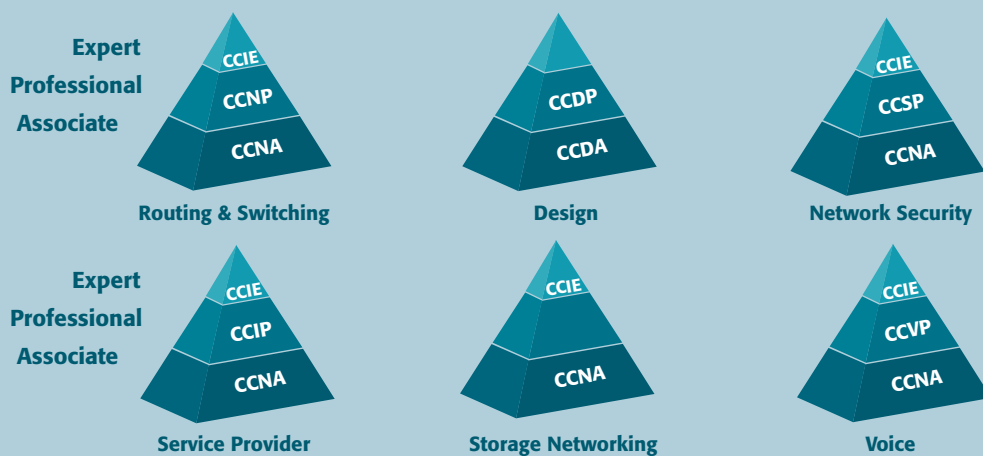 Expert
Professional
Associate
CCIE
CCNP
CCNA
Routing & Switching
CCDP
CCDA
Design
CCIE
CCSP
CCNA
Network Security
Expert
Professional
Associate
CCIE
CCIP
CCNA
Service Provider
CCIE
CCNA
Storage Networking
CCIE
CCVP
CCNA
Voice